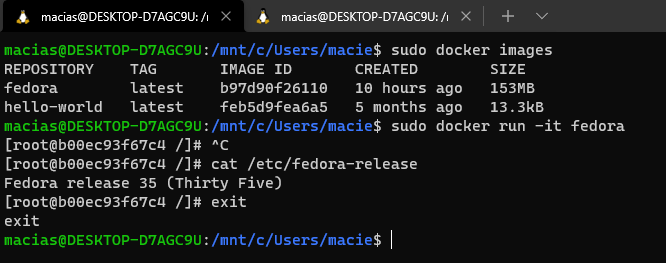 macias@DESKTOP-D7AGC9U: /r
macias@DESKTOP-D7AGC9U: /mnt/c
macias@DESKTOP-D7AGC9U:/mnt/c/Users/macie$ sudo docker images
REPOSITORY    TAG       IMAGE ID       CREATED        SIZE
fedora        latest    b97d90f26110   10 hours ago   153MB
hello-world   latest    feb5d9fea6a5   5 months ago   13.3kB
macias@DESKTOP-D7AGC9U:/mnt/c/Users/macie$ sudo docker run -it fedora
[root@b00ec93f67c4 /]# ^C
[root@b00ec93f67c4 /]# cat /etc/fedora-release
Fedora release 35 (Thirty Five)
[root@b00ec93f67c4 /]# exit
exit
macias@DESKTOP-D7AGC9U:/mnt/c/Users/macie$